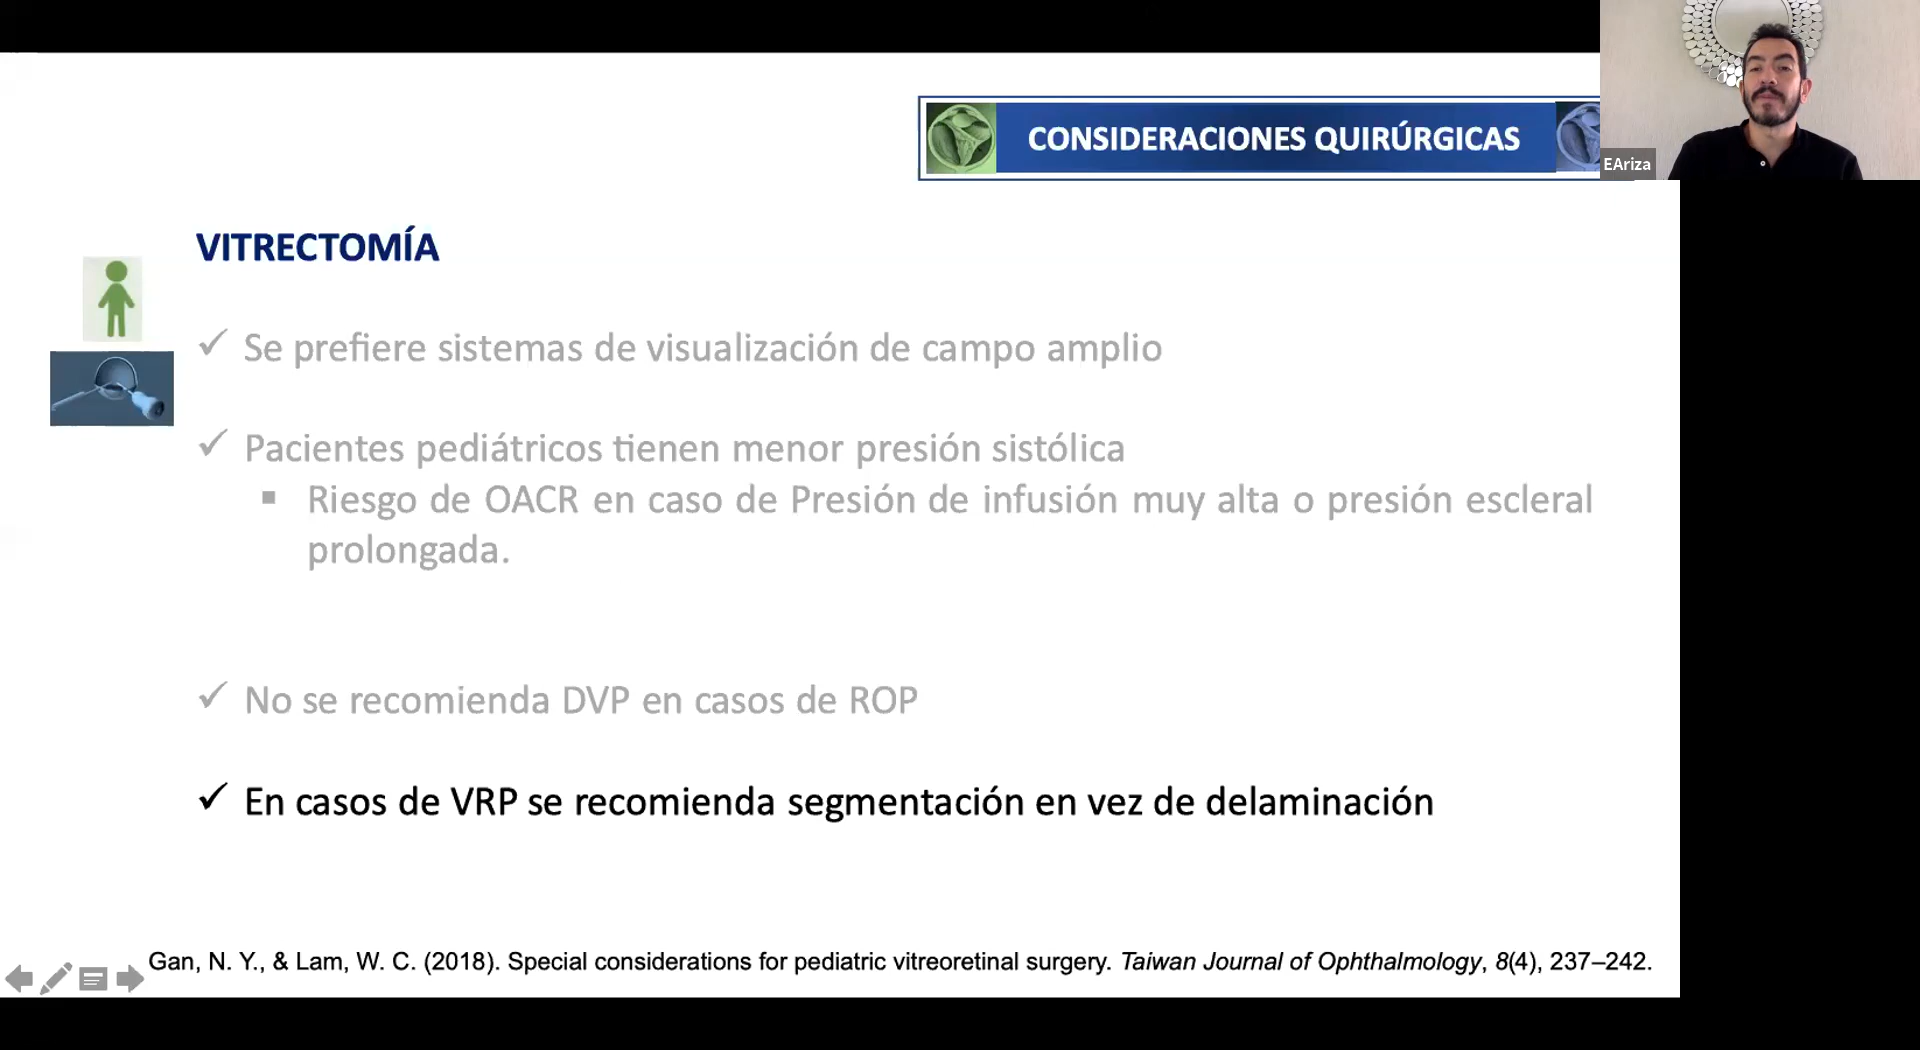 CONSIDERACIONES QUIRÚRGICAS
EAriza
VITRECTOMÍA
✓ Se prefiere sistemas de visualización de campo amplio
✓ Pacientes pediátricos tienen menor presión sistólica
▪ Riesgo de OACR en caso de Presión de infusión muy alta o presión escleral
prolongada.
✓ No se recomienda DVP en casos de ROP
✓ En casos de VRP se recomienda segmentación en vez de delaminación
Gan, N. Y., & Lam, W. C. (2018). Special considerations for pediatric vitreoretinal surgery. Taiwan Journal of Ophthalmology, 8(4), 237–242.